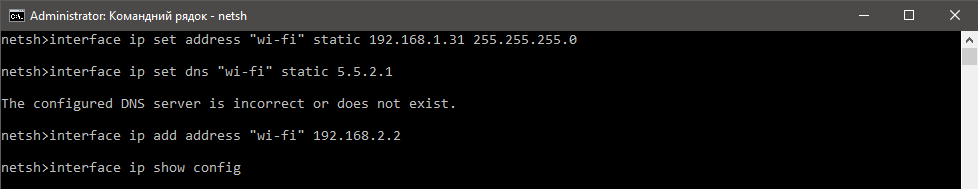 Administrator: Командний рядок - netsh
netsh>interface ip set address "wi-fi" static 192.168.1.31 255.255.255.0
netsh>interface ip set dns "wi-fi" static 5.5.2.1
The configured DNS server is incorrect or does not exist.
netsh>interface ip add address "wi-fi" 192.168.2.2
netsh>interface ip show config